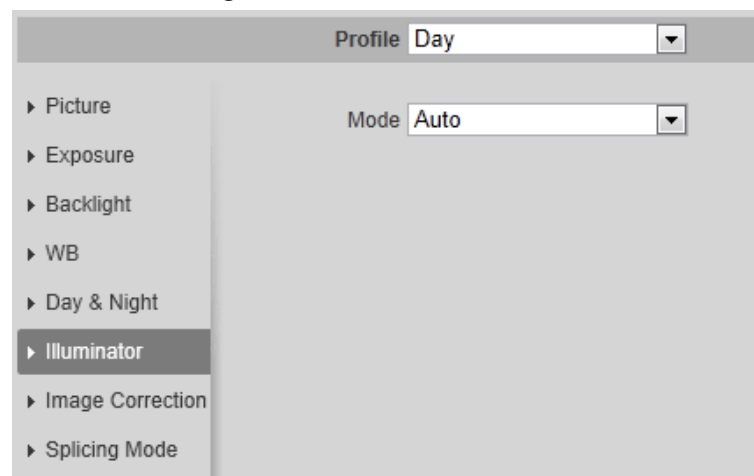 Profile Day
Mode Auto
Picture
Exposure
Backlight
WB
Day & Night
Illuminator
Image Correction
Splicing Mode